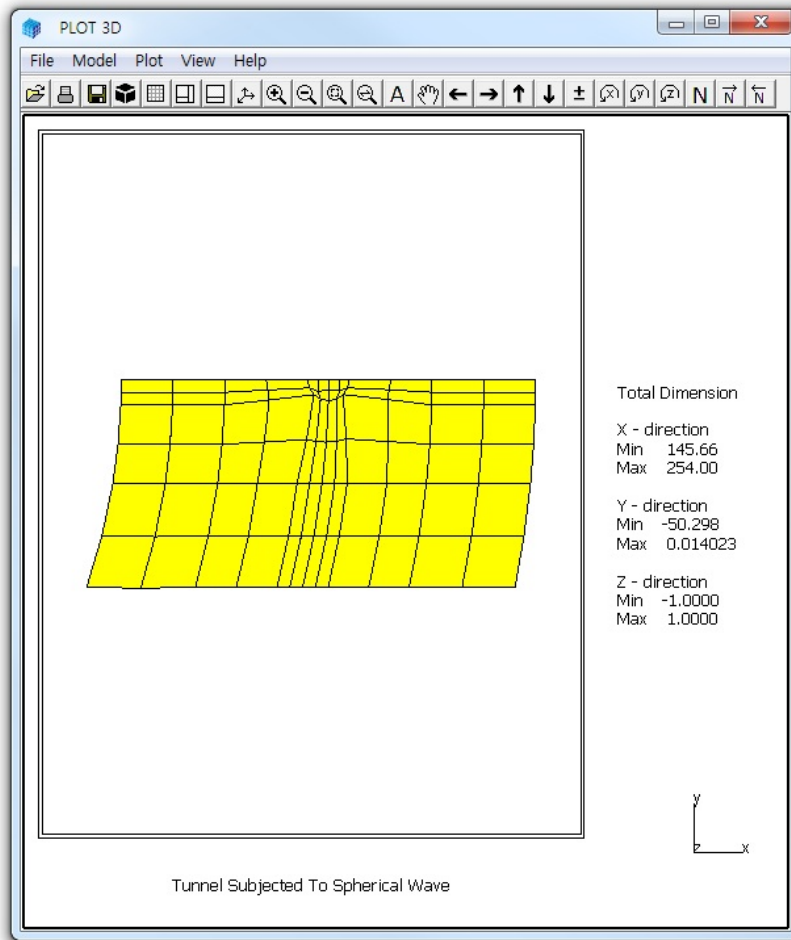 PLOT 3D
File Model Plot View Help
A ± x y z N N N
Total Dimension
X - direction
Min 145.66
Max 254.00
Y - direction
Min -50.298
Max 0.014023
Z - direction
Min -1.0000
Max 1.0000
y
z x
Tunnel Subjected To Spherical Wave